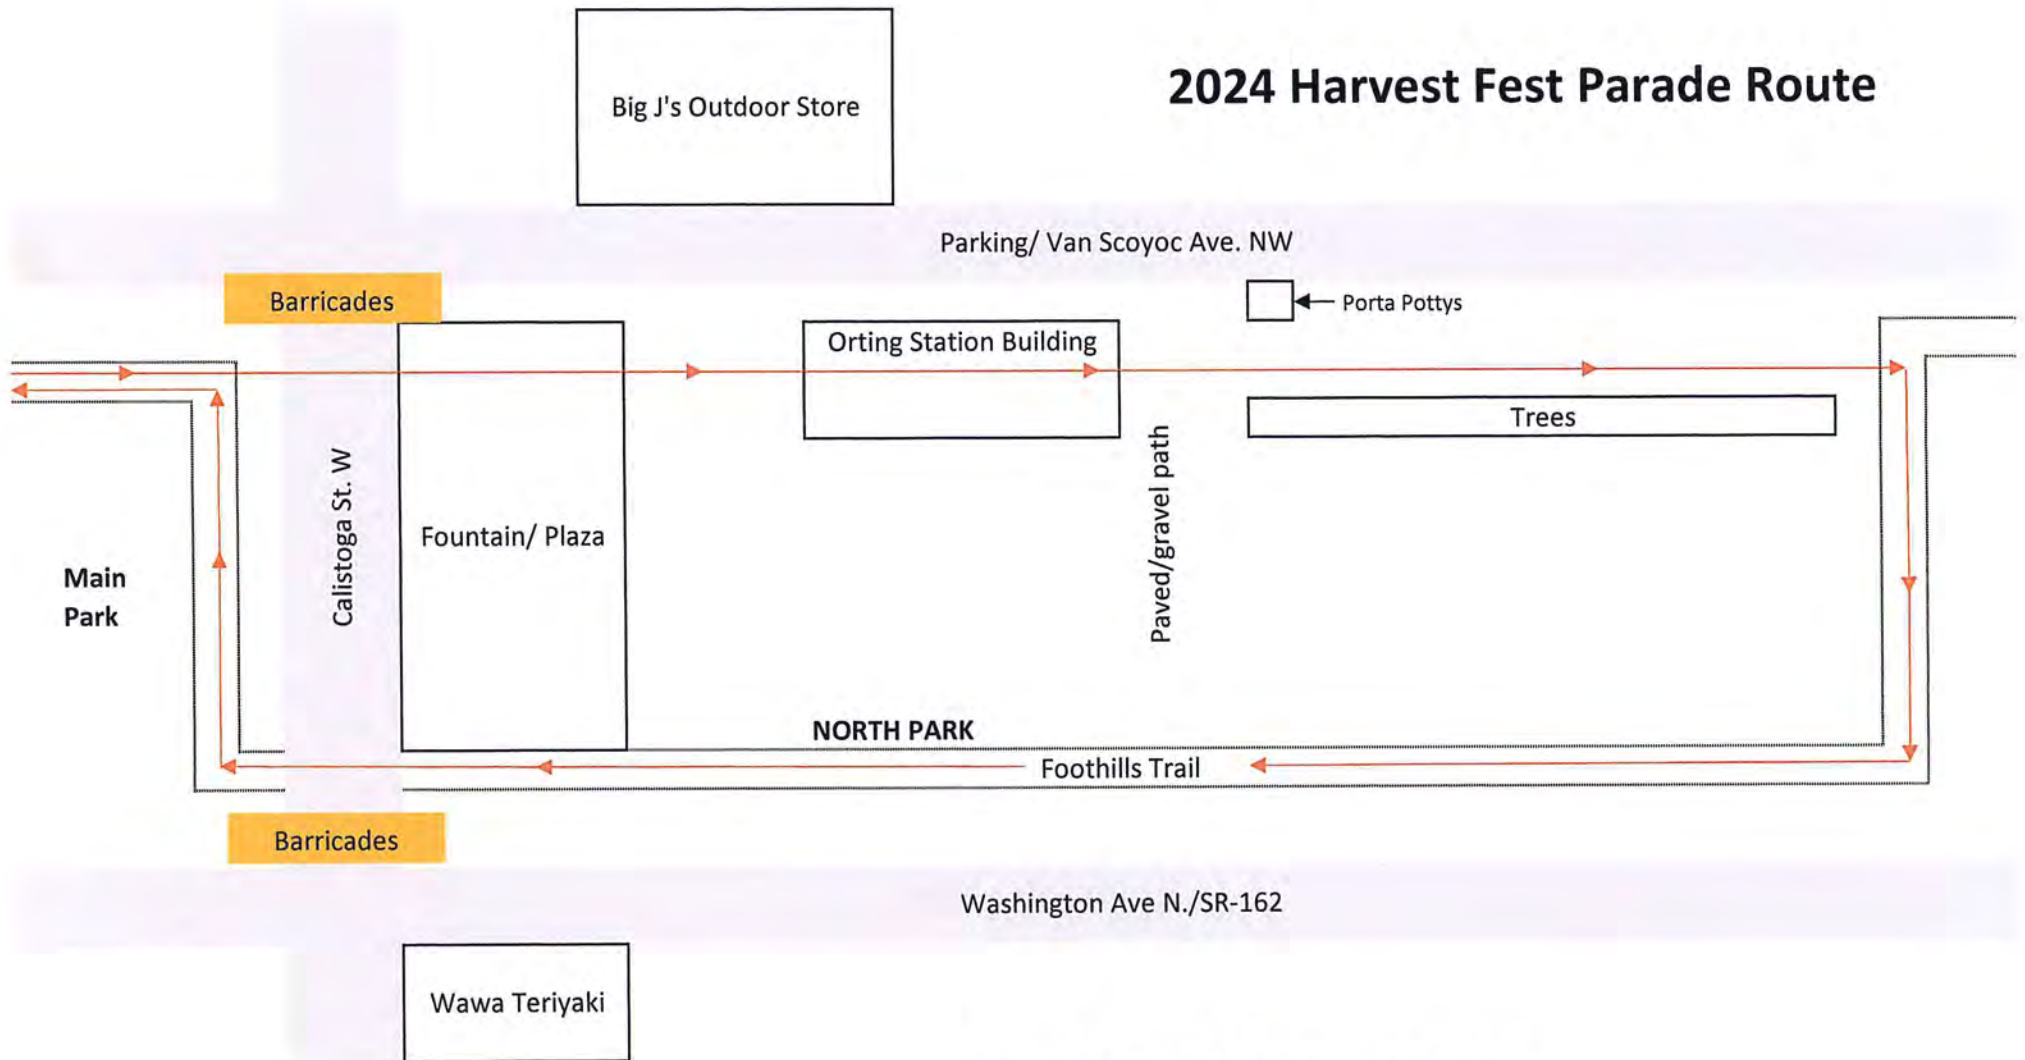 Big J's Outdoor Store
2024 Harvest Fest Parade Route
Parking/ Van Scoyoc Ave. NW
Barricades
Porta Pottys
Orting Station Building
Trees
Calistoga St. W
Fountain/ Plaza
Paved/gravel path
Main
Park
NORTH PARK
Foothills Trail
Barricades
Washington Ave N./SR-162
Wawa Teriyaki